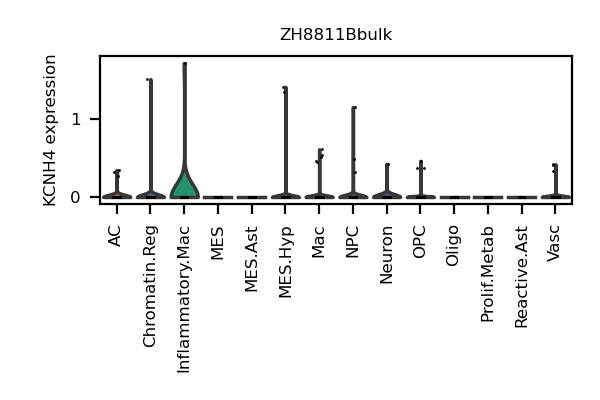 ZH8811Bbulk
KCNH4 expression
1
0
AC
Chromatin.Reg
Inflammatory.Mac
MES
MES.Ast
MES.Hyp
Mac
NPC
Neuron
OPC
Oligo
Prolif.Metab
Reactive.Ast
Vasc